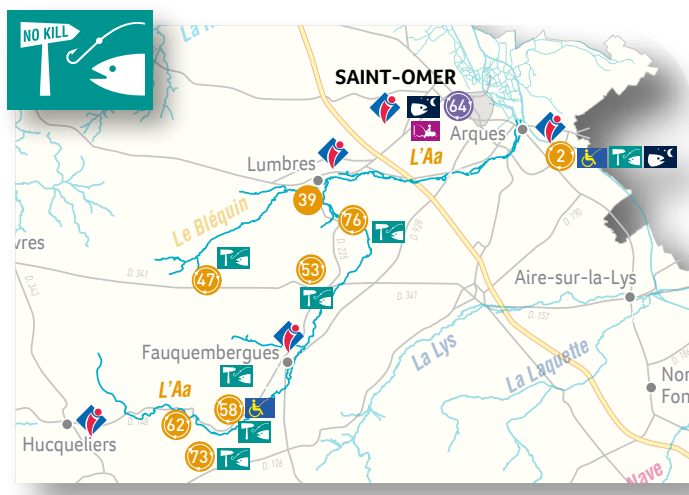 NO KILL
SAINT-OMER
64
Arques
L'Aa
2
Lumbres
39
Le Bléguin
76
D. 928
D. 190
vres
47
D. 341
53
D. 225
D. 341
D. 343
Aire-sur-la-Lys
D. 157
Fauquembergues
La Lys
La Laquette
L'Aa
58
62
Hucqueliers
73
D. 126
Nor
Fon
Nave